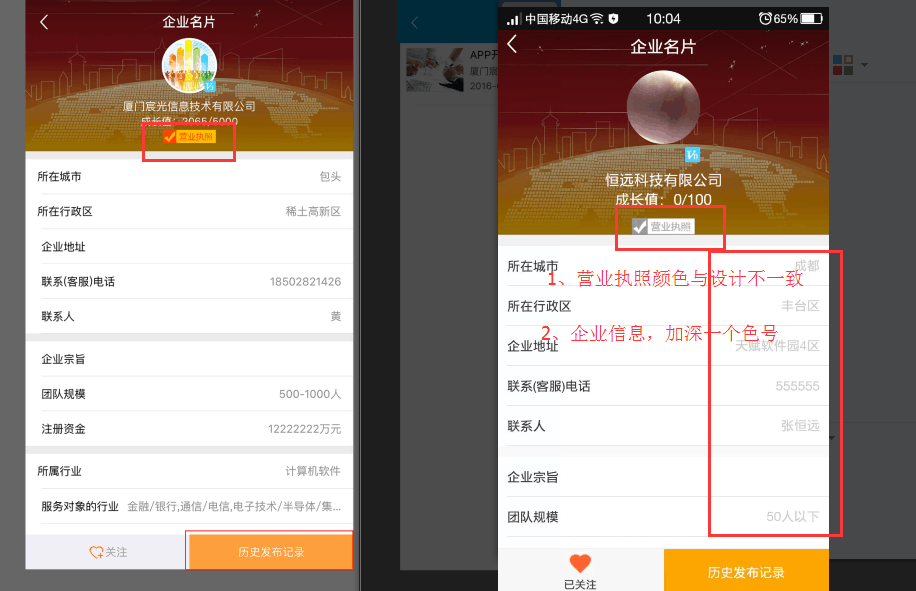 企业名片
厦门宸光信息技术有限公司
成长值：2065/5000
营业执照
所在城市 包头
所在行政区 稀土高新区
企业地址
联系(客服)电话 18502821426
联系人 黄
企业宗旨
团队规模 500-1000人
注册资金 12222222万元
所属行业 计算机软件
服务对象的行业 金融/银行,通信/电信,电子技术/半导体/集...
关注
历史发布记录
APP开
厦门宸
2016-
中国移动4G 10:04 65%
企业名片
恒远科技有限公司
成长值：0/100
营业执照
所在城市 成都
1、营业执照颜色与设计不一致
所在行政区 丰台区
2、企业信息，加深一个色号
企业地址 天赋软件园4区
联系(客服)电话 555555
联系人 张恒远
企业宗旨
团队规模 50人以下
已关注
历史发布记录